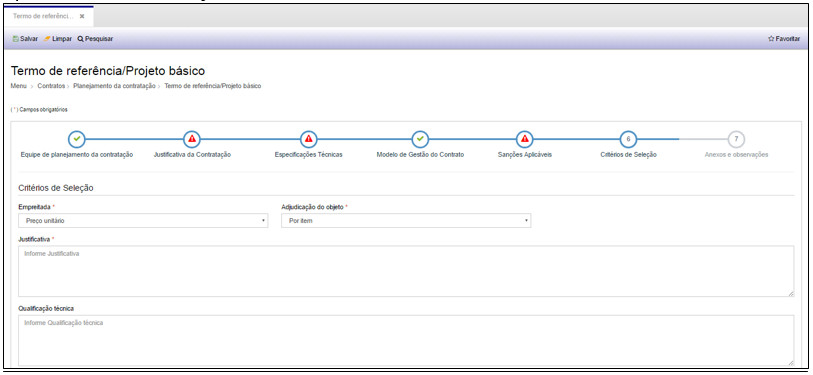 Termo de referênci... ✖
Salvar Limpar Pesquisar Favoritar
Termo de referência/Projeto básico
Menu > Contratos > Planejamento da contratação > Termo de referência/Projeto básico
( * ) Campos obrigatórios
6 7
Equipe de planejamento da contratação Justificativa da Contratação Especificações Técnicas Modelo de Gestão do Contrato Sanções Aplicáveis Critérios de Seleção Anexos e observações
Critérios de Seleção
Empreitada * Adjudicação do objeto *
Preço unitário Por item
Justificativa *
Informe Justificativa
Qualificação técnica
Informe Qualificação técnica